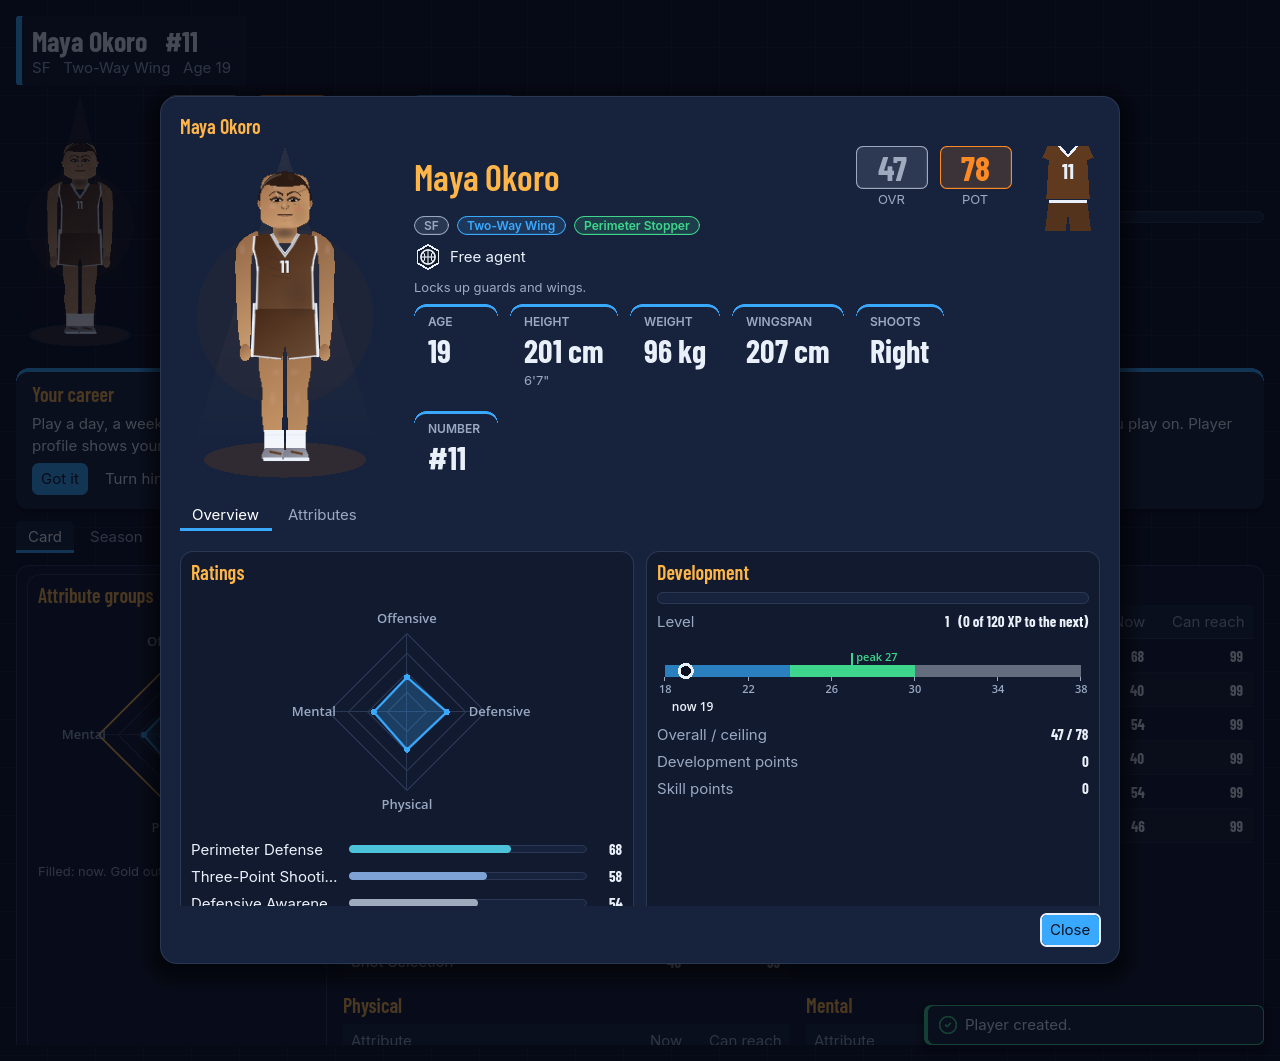 Maya Okoro #11
SF Two-Way Wing Age 19
Maya Okoro
Maya Okoro
47
OVR
78
POT
11
SF Two-Way Wing Perimeter Stopper
Free agent
Locks up guards and wings.
11
AGE
19
HEIGHT
201 cm
6'7"
WEIGHT
96 kg
WINGSPAN
207 cm
SHOOTS
Right
NUMBER
#11
11
Your career
Play a day, a week
profile shows your
play on. Player
Got it
Card Season
Overview Attributes
Ratings
Offensive
Mental Defensive
Physical
Perimeter Defense 68
Three-Point Shooti... 58
Defensive Awarene 54
Development
Level 1 (0 of 120 XP to the next)
peak 27
18 22 26 30 34 38
now 19
Overall / ceiling 47 / 78
Development points 0
Skill points 0
Close
Attribute groups
Mental
Filled: now. Gold
Now Can reach
68 99
40 99
54 99
40 99
54 99
46 99
Physical
Attribute Now Can reach
Mental
Attribute
Player created.